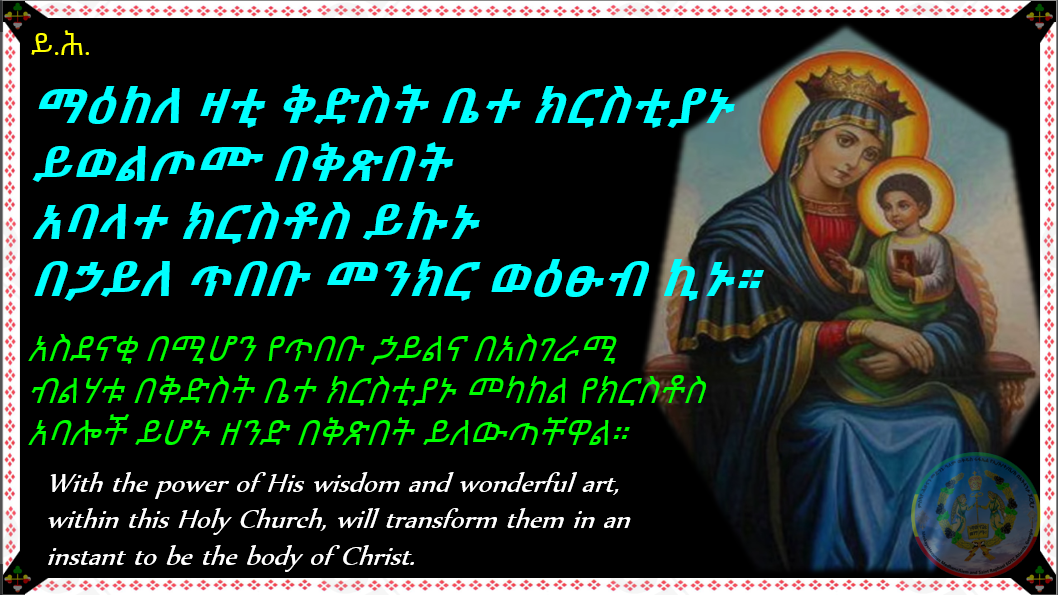 ይ.ሕ.
ማዕከለ ዛቲ ቅድስት ቤተ ክርስቲያኑ
ይወልጦሙ በቅጽበት
አባላተ ክርስቶስ ይኩኑ
በኃይለ ጥበቡ መንክር ወዕፁብ ኪኑ።
አስደናቂ በሚሆን የጥበቡ ኃይልና በአስገራሚ
ብልሃቱ በቅድስት ቤተ ክርስቲያኑ መካከል የክርስቶስ
አባሎች ይሆኑ ዘንድ በቅጽበት ይለውጣቸዋል።
With the power of His wisdom and wonderful art,
within this Holy Church, will transform them in an
instant to be the body of Christ.